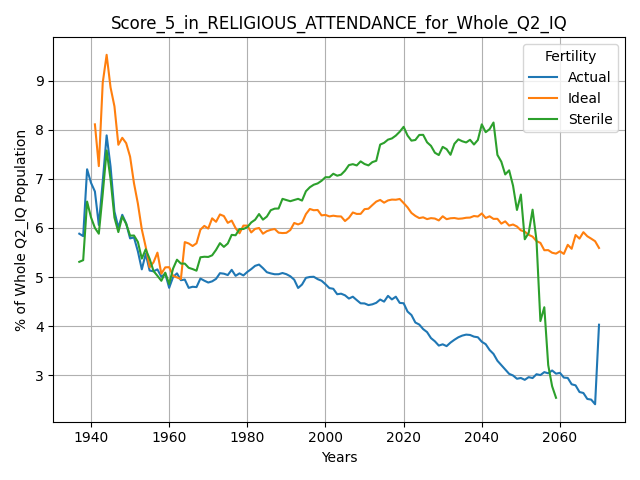 Score_5_in_RELIGIOUS_ATTENDANCE_for_Whole_Q2_IQ
Fertility
Actual
Ideal
Sterile
% of Whole Q2_IQ Population
9
8
7
6
5
4
3
1940 1960 1980 2000 2020 2040 2060
Years